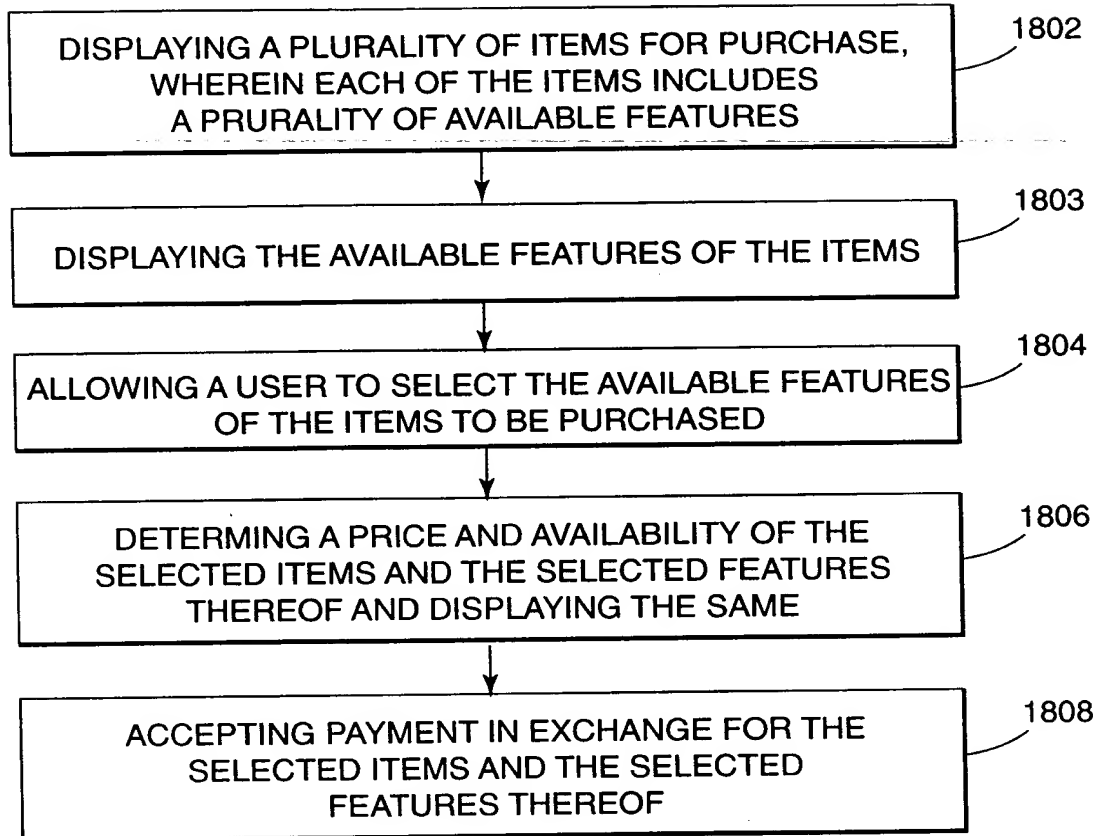 DISPLAYING A PLURALITY OF ITEMS FOR PURCHASE,
WHEREIN EACH OF THE ITEMS INCLUDES
A PRURALITY OF AVAILABLE FEATURES
1802
DISPLAYING THE AVAILABLE FEATURES OF THE ITEMS
1803
ALLOWING A USER TO SELECT THE AVAILABLE FEATURES
OF THE ITEMS TO BE PURCHASED
1804
DETERMING A PRICE AND AVAILABILITY OF THE
SELECTED ITEMS AND THE SELECTED FEATURES
THEREOF AND DISPLAYING THE SAME
1806
ACCEPTING PAYMENT IN EXCHANGE FOR THE
SELECTED ITEMS AND THE SELECTED
FEATURES THEREOF
1808